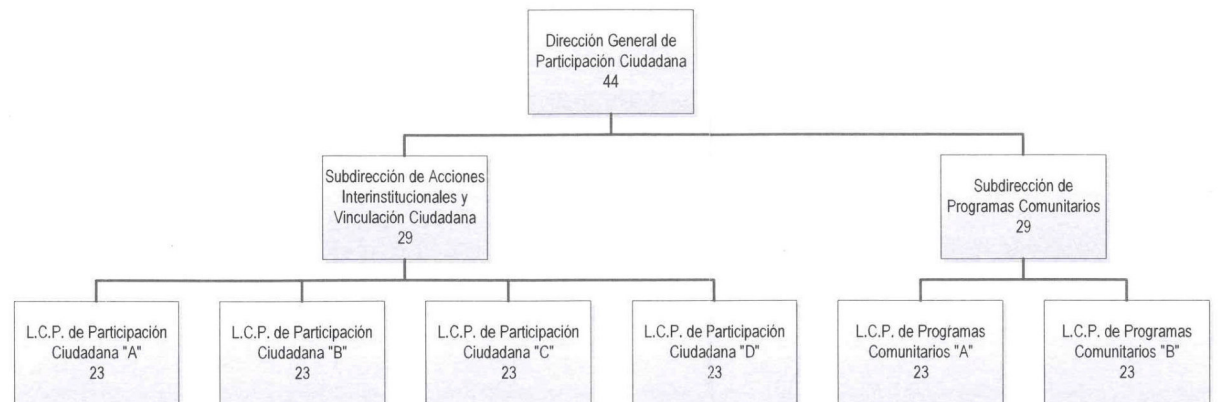 Dirección General de
Participación Ciudadana
44
Subdirección de Acciones
Interinstitucionales y
Vinculación Ciudadana
29
Subdirección de
Programas Comunitarios
29
L.C.P. de Participación
Ciudadana "A"
23
L.C.P. de Participación
Ciudadana "B"
23
L.C.P. de Participación
Ciudadana "C"
23
L.C.P. de Participación
Ciudadana "D"
23
L.C.P. de Programas
Comunitarios "A"
23
L.C.P. de Programas
Comunitarios "B"
23